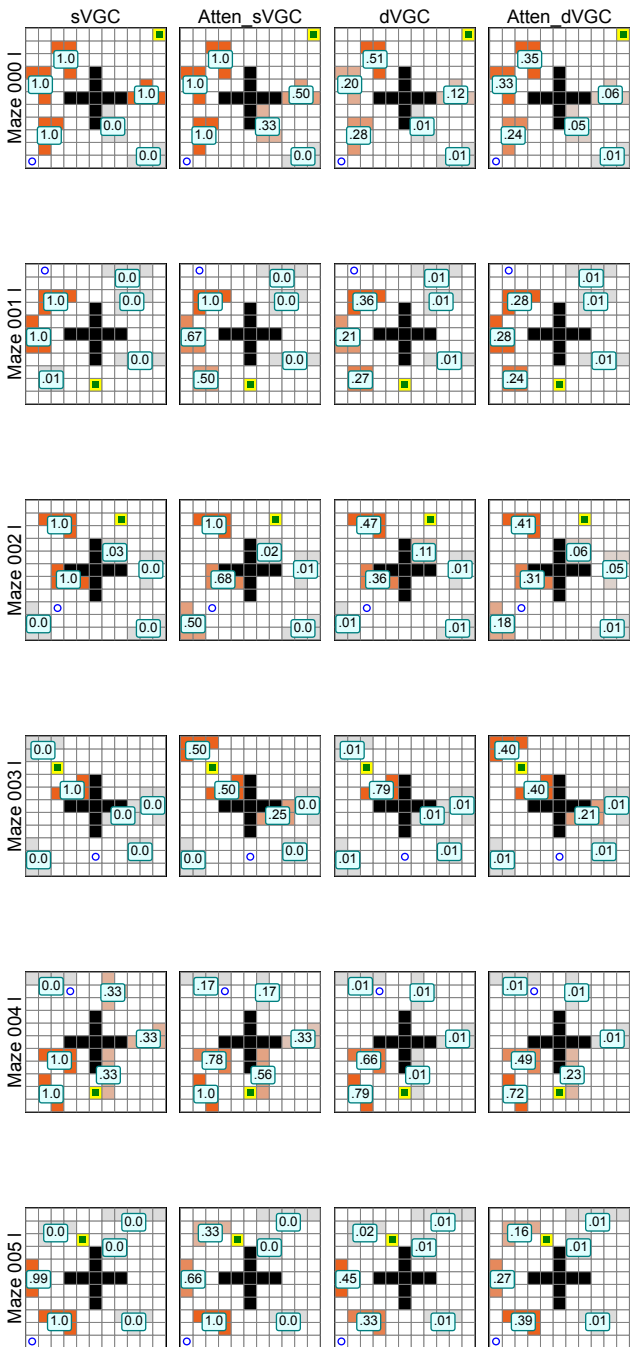 sVGC Atten_sVGC dVGC Atten_dVGC
Maze 000 I
1.0 1.0 1.0 1.0 0.0 0.0
1.0 1.0 .50 1.0 .33 0.0
.51 .20 .12 .28 .01 .01
.35 .33 .06 .24 .05 .01
Maze 001 I
0.0 1.0 0.0 1.0 0.0 .01
0.0 1.0 0.0 .67 0.0 .50
.01 .36 .01 .21 .01 .27
.01 .28 .01 .28 .01 .24
Maze 002 I
1.0 .03 0.0 1.0 0.0 0.0
1.0 .02 .01 .68 .50 0.0
.47 .11 .01 .36 .01 .01
.41 .06 .05 .31 .18 .01
Maze 003 I
0.0 1.0 0.0 0.0 0.0 0.0
.50 .50 0.0 .25 0.0 0.0
.01 .79 .01 .01 .01 .01
.40 .40 .01 .21 .01 .01
Maze 004 I
0.0 .33 .33 1.0 .33 1.0
.17 .17 .33 .78 .56 1.0
.01 .01 .01 .66 .01 .79
.01 .01 .01 .49 .23 .72
Maze 005 I
0.0 0.0 0.0 .99 1.0 0.0
0.0 .33 0.0 .66 1.0 0.0
.01 .02 .01 .45 .33 .01
.01 .16 .01 .27 .39 .01